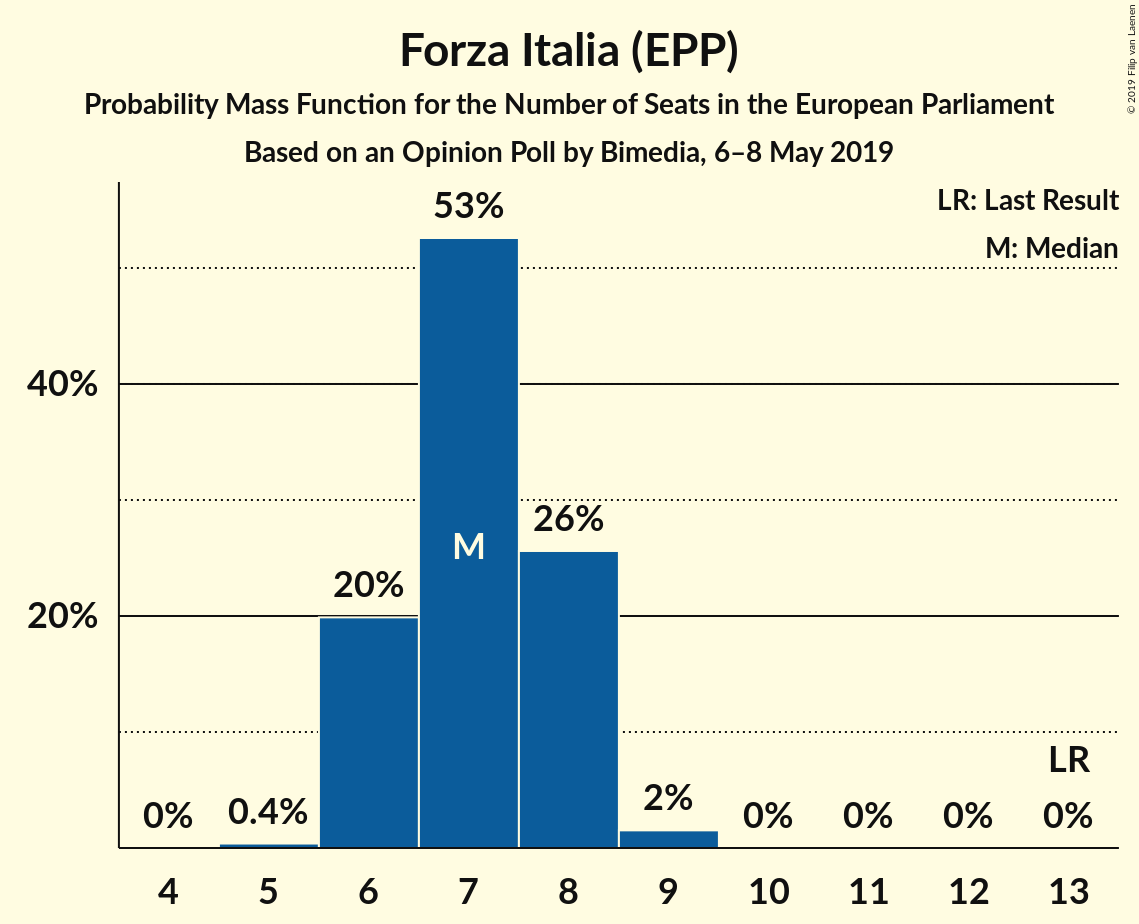 Forza Italia (EPP)
Probability Mass Function for the Number of Seats in the European Parliament
Based on an Opinion Poll by Bimedia, 6–8 May 2019
© 2019 Filip van Laenen
LR: Last Result
M: Median
53%
40%
26%
M
20%
20%
LR
0%
0.4%
2%
0%
0%
0%
0%
4 5 6 7 8 9 10 11 12 13